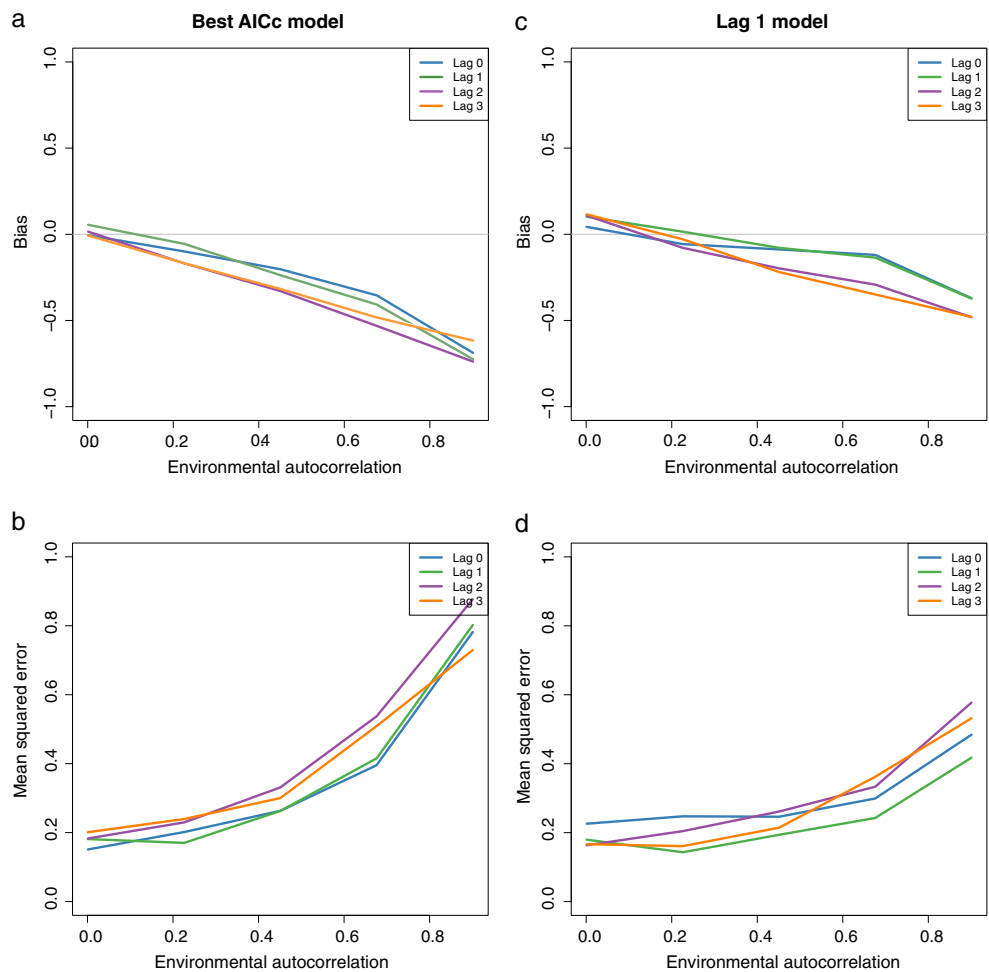 a
Best AICc model
Bias
1.0
0.5
0.0
−0.5
−1.0
Lag 0
Lag 1
Lag 2
Lag 3
00
0.2
04
0.6
0.8
Environmental autocorrelation
c
Lag 1 model
Bias
1.0
0.5
0.0
−0.5
−1.0
Lag 0
Lag 1
Lag 2
Lag 3
0.0
0.2
0.4
0.6
0.8
Environmental autocorrelation
b
Mean squared error
1.0
0.8
0.6
0.4
0.2
0.0
Lag 0
Lag 1
Lag 2
Lag 3
0.0
0.2
0.4
0.6
0.8
Environmental autocorrelation
d
Mean squared error
1.0
0.8
0.6
0.4
0.2
0.0
Lag 0
Lag 1
Lag 2
Lag 3
0.0
0.2
0.4
0.6
0.8
Environmental autocorrelation